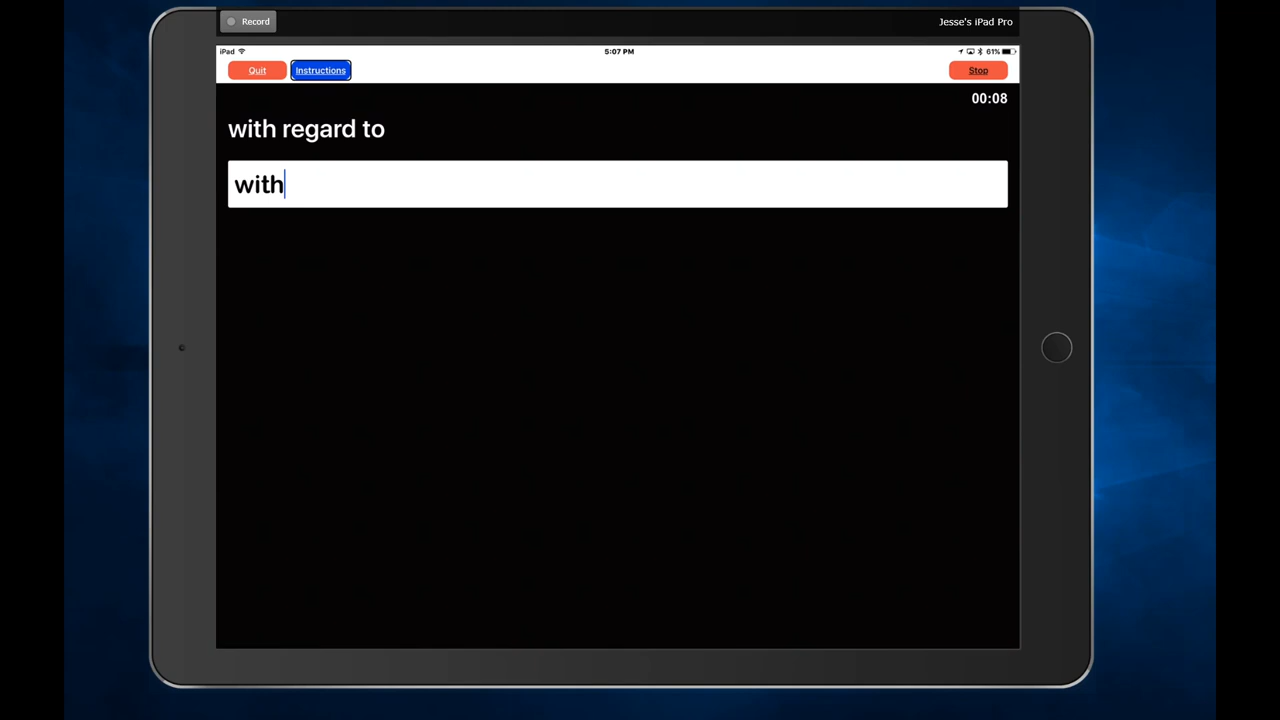 Record
Jesse's iPad Pro
iPad
5:07 PM
61%
Quit
Instructions
Stop
00:08
with regard to
with